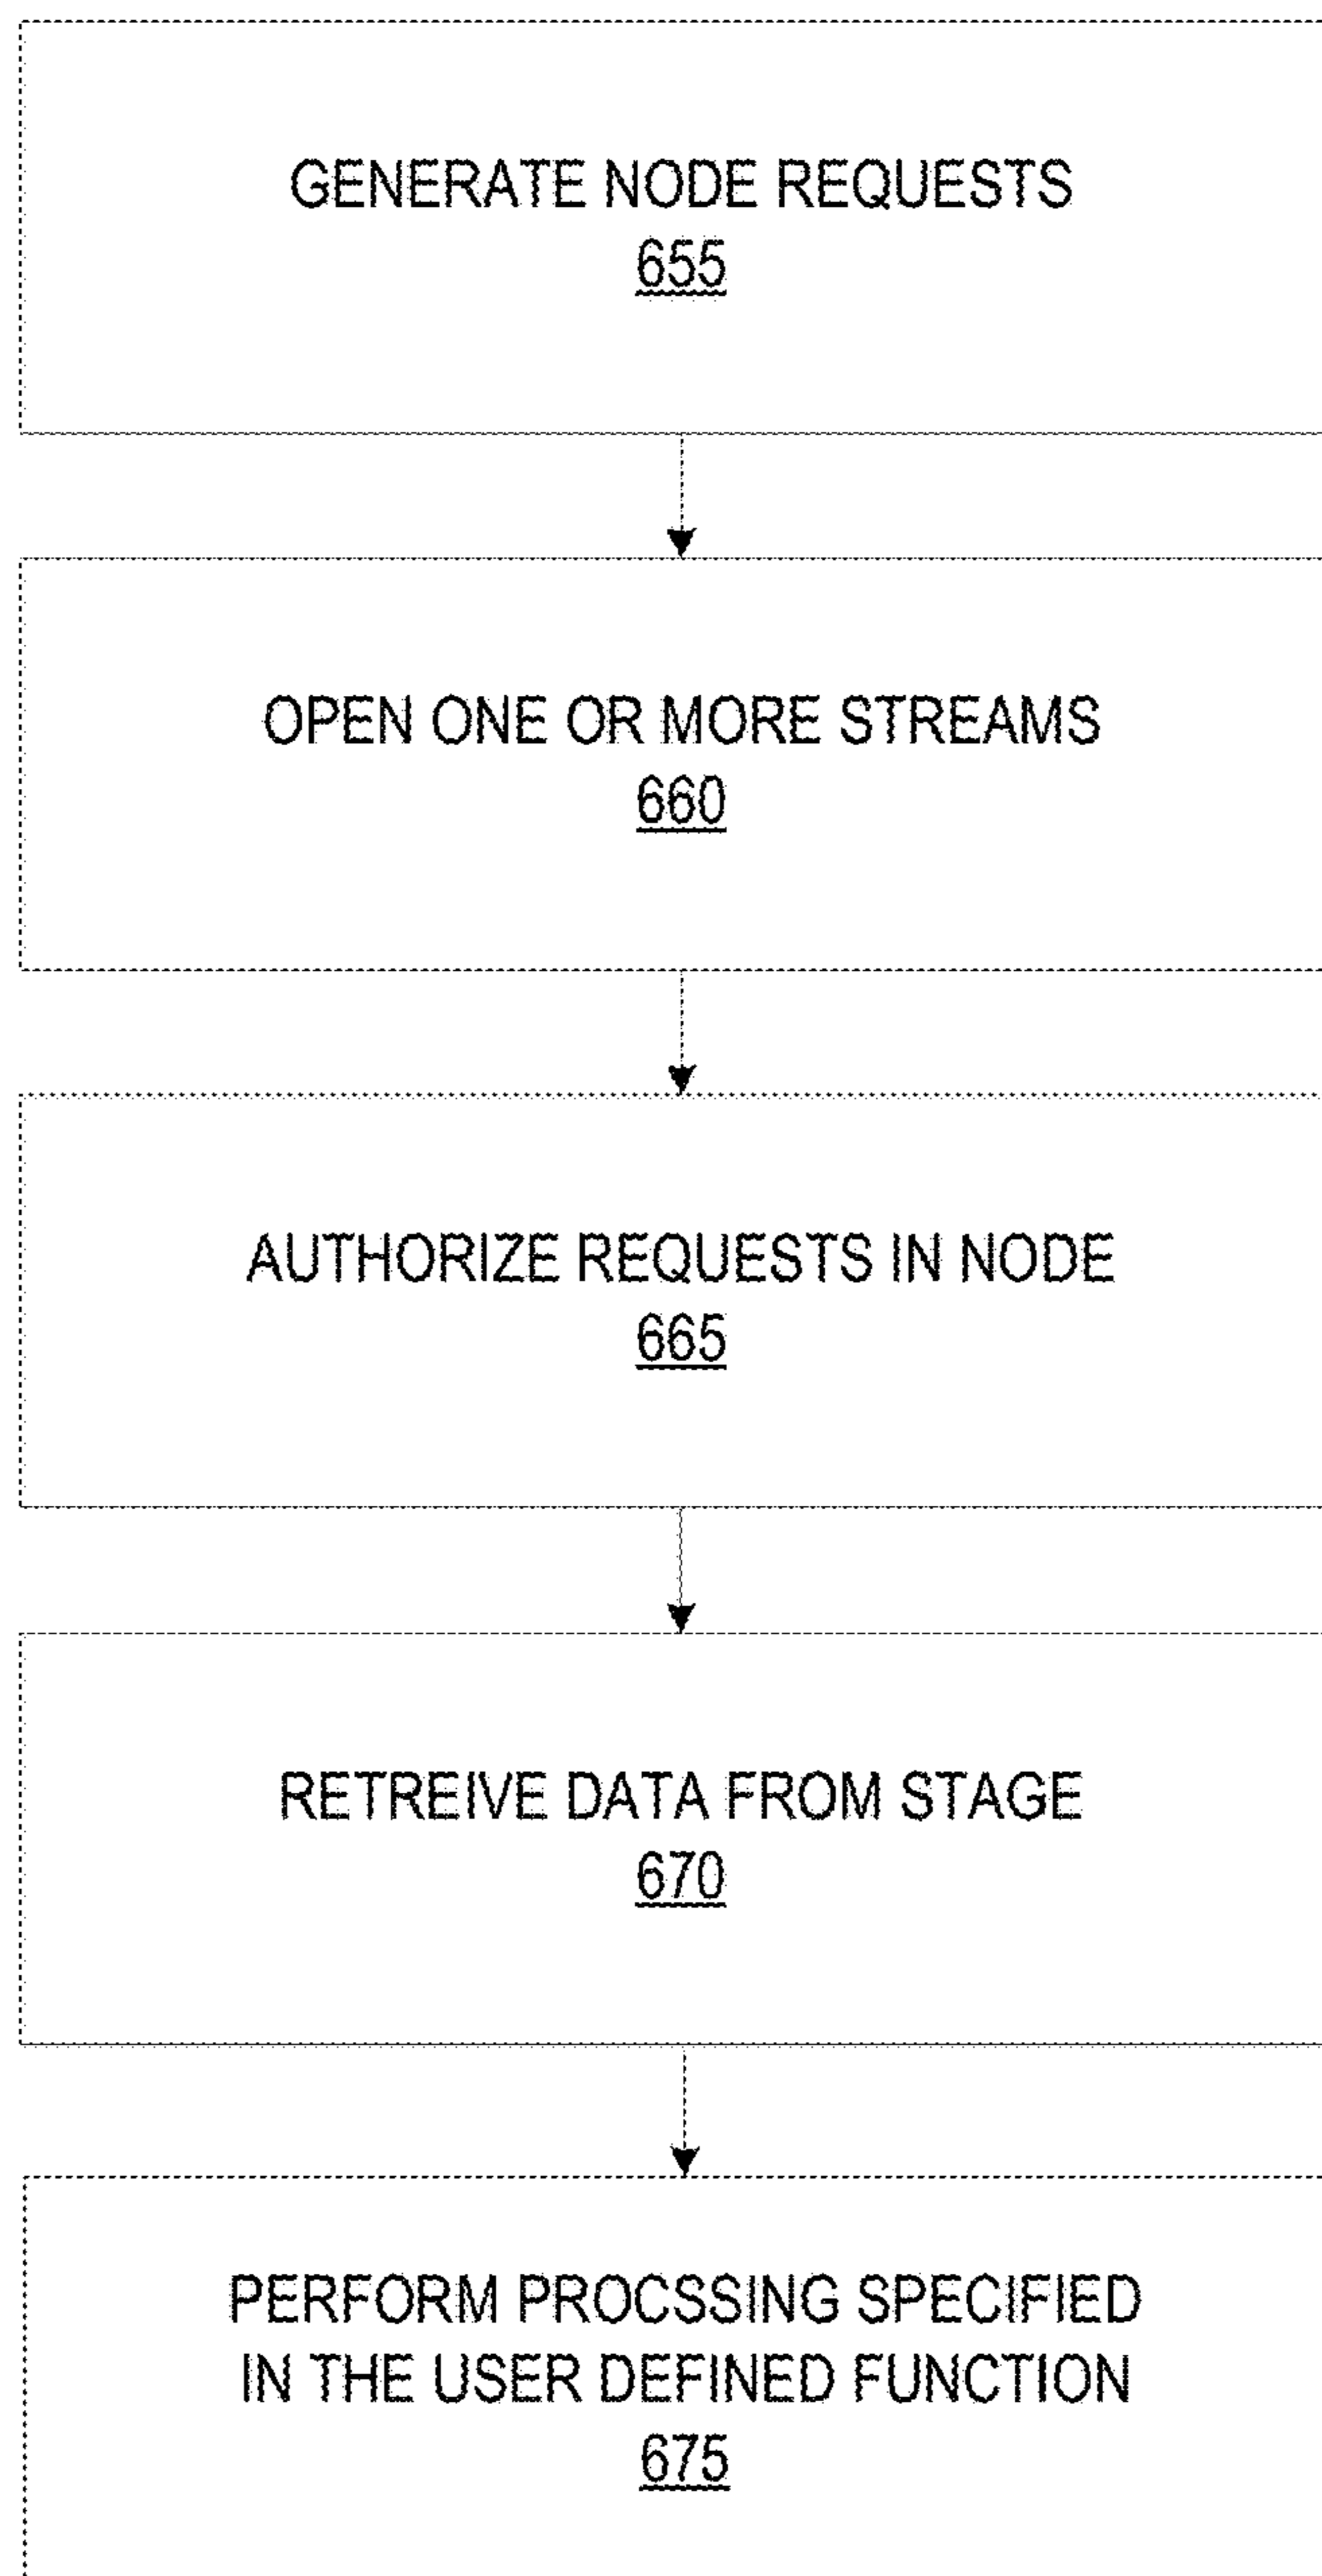 GENERATE NODE REQUESTS
655
OPEN ONE OR MORE STREAMS
660
AUTHORIZE REQUESTS IN NODE
665
RETREIVE DATA FROM STAGE
670
PERFORM PROCSSING SPECIFIED
IN THE USER DEFINED FUNCTION
675